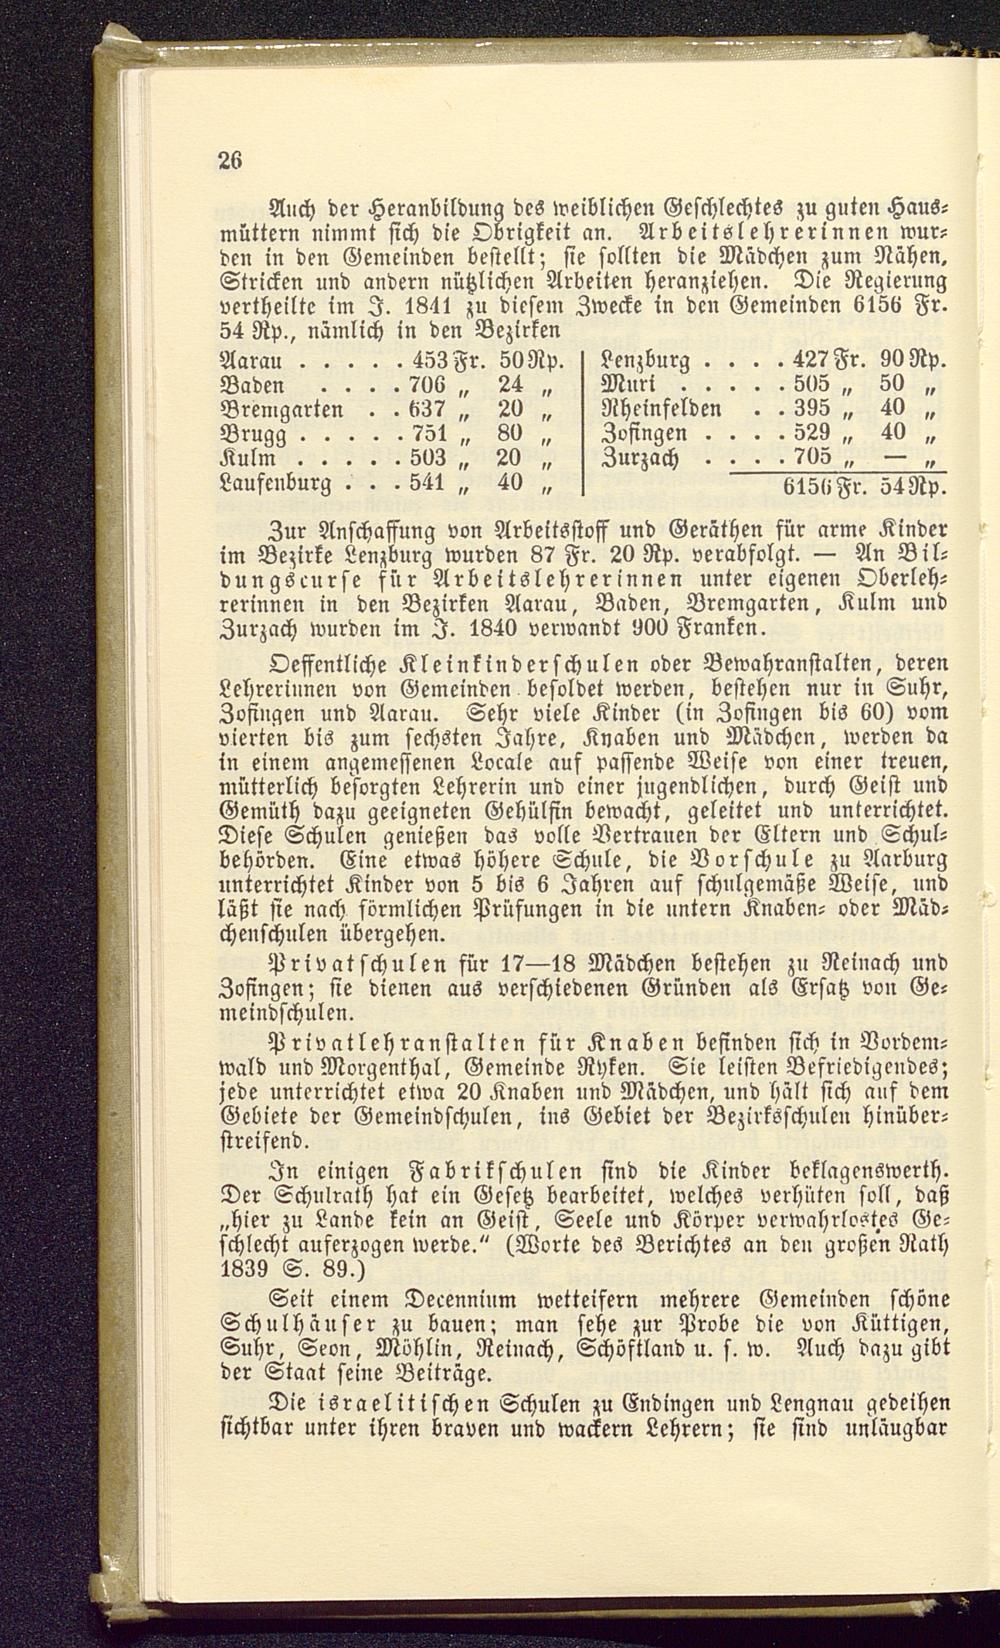 26
Auch der Heranbildung des weiblichen Geschlechtes zu guten Haus-
müttern nimmt sich die Obrigkeit an. Arbeitslehrerinnen wur-
den in den Gemeinden bestellt; sie sollten die Mädchen zum Nähen,
Stricken und andern nützlichen Arbeiten heranziehen. Die Regierung
vertheilte im J. 1841 zu diesem Zwecke in den Gemeinden 6156 Fr.
54 Rp., nämlich in den Bezirken
Aarau . . . . . 453 Fr. 50 Rp.
Baden . . . . 706 „ 24 „
Bremgarten . . 637 „ 20 „
Brugg . . . . . 751 „ 80 „
Kulm . . . . . 503 „ 20 „
Laufenburg . . . 541 „ 40 „
Lenzburg . . . . 427 Fr. 90 Rp.
Muri . . . . . 505 „ 50 „
Rheinfelden . . 395 „ 40 „
Zofingen . . . . 529 „ 40 „
Zurzach . . . . 705 „ — „
6156 Fr. 54 Rp.
Zur Anschaffung von Arbeitsstoff und Geräthen für arme Kinder
im Bezirke Lenzburg wurden 87 Fr. 20 Rp. verabfolgt. — An Bil-
dungscurse für Arbeitslehrerinnen unter eigenen Oberleh-
rerinnen in den Bezirken Aarau, Baden, Bremgarten, Kulm und
Zurzach wurden im J. 1840 verwandt 900 Franken.
Oeffentliche Kleinkinderschulen oder Bewahranstalten, deren
Lehrerinnen von Gemeinden besoldet werden, bestehen nur in Suhr,
Zofingen und Aarau. Sehr viele Kinder (in Zofingen bis 60) vom
vierten bis zum sechsten Jahre, Knaben und Mädchen, werden da
in einem angemessenen Locale auf passende Weise von einer treuen,
mütterlich besorgten Lehrerin und einer jugendlichen, durch Geist und
Gemüth dazu geeigneten Gehülfin bewacht, geleitet und unterrichtet.
Diese Schulen genießen das volle Vertrauen der Eltern und Schul-
behörden. Eine etwas höhere Schule, die Vorschule zu Aarburg
unterrichtet Kinder von 5 bis 6 Jahren auf schulgemäße Weise, und
läßt sie nach förmlichen Prüfungen in die untern Knaben- oder Mäd-
chenschulen übergehen.
Privatschulen für 17—18 Mädchen bestehen zu Reinach und
Zofingen; sie dienen aus verschiedenen Gründen als Ersatz von Ge-
meindschulen.
Privatlehranstalten für Knaben befinden sich in Vordem-
wald und Morgenthal, Gemeinde Ryken. Sie leisten Befriedigendes;
jede unterrichtet etwa 20 Knaben und Mädchen, und hält sich auf dem
Gebiete der Gemeindschulen, ins Gebiet der Bezirksschulen hinüber-
streifend.
In einigen Fabrikschulen sind die Kinder beklagenswerth.
Der Schulrath hat ein Gesetz bearbeitet, welches verhüten soll, daß
„hier zu Lande kein an Geist, Seele und Körper verwahrlostes Ge-
schlecht auferzogen werde.“ (Worte des Berichtes an den großen Rath
1839 S. 89.)
Seit einem Decennium wetteifern mehrere Gemeinden schöne
Schulhäuser zu bauen; man sehe zur Probe die von Küttigen,
Suhr, Seon, Möhlin, Reinach, Schöftland u. s. w. Auch dazu gibt
der Staat seine Beiträge.
Die israelitischen Schulen zu Endingen und Lengnau gedeihen
sichtbar unter ihren braven und wackern Lehrern; sie sind unläugbar